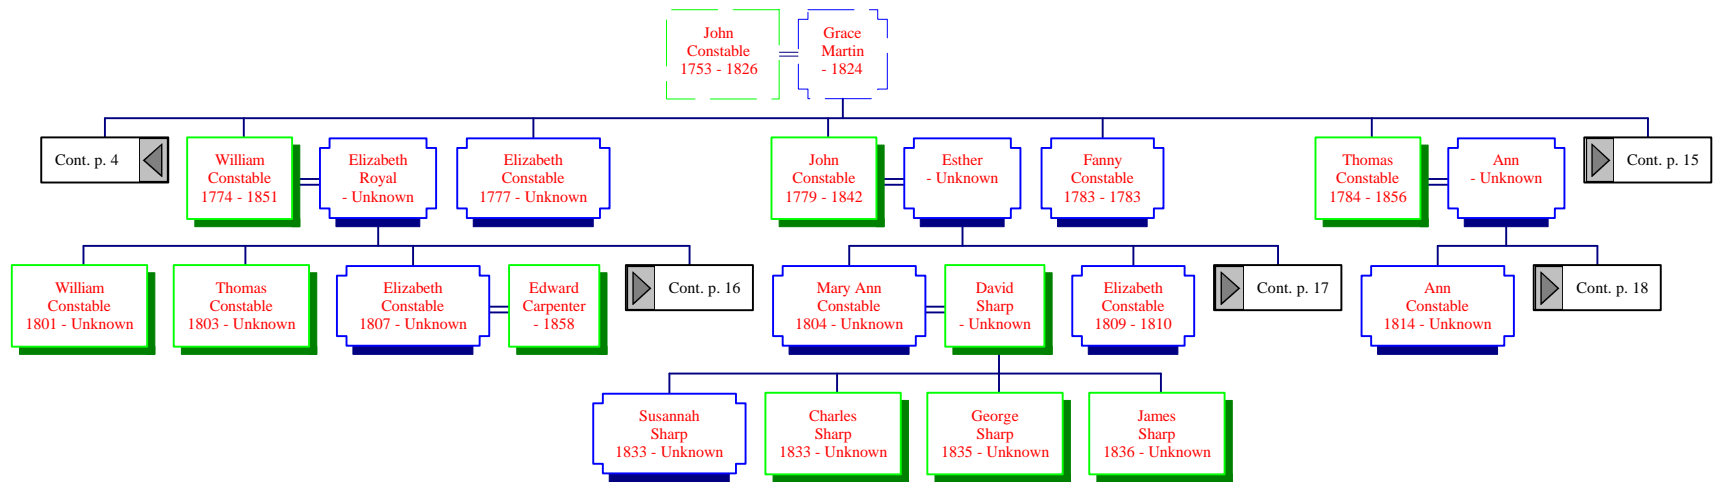 John
Constable
1753 - 1826
Grace
Martin
- 1824
Cont. p. 4
William
Constable
1774 - 1851
Elizabeth
Royal
- Unknown
Elizabeth
Constable
1777 - Unknown
John
Constable
1779 - 1842
Esther
- Unknown
Fanny
Constable
1783 - 1783
Thomas
Constable
1784 - 1856
Ann
- Unknown
Cont. p. 15
William
Constable
1801 - Unknown
Thomas
Constable
1803 - Unknown
Elizabeth
Constable
1807 - Unknown
Edward
Carpenter
- 1858
Cont. p. 16
Mary Ann
Constable
1804 - Unknown
David
Sharp
- Unknown
Elizabeth
Constable
1809 - 1810
Cont. p. 17
Ann
Constable
1814 - Unknown
Cont. p. 18
Susannah
Sharp
1833 - Unknown
Charles
Sharp
1833 - Unknown
George
Sharp
1835 - Unknown
James
Sharp
1836 - Unknown